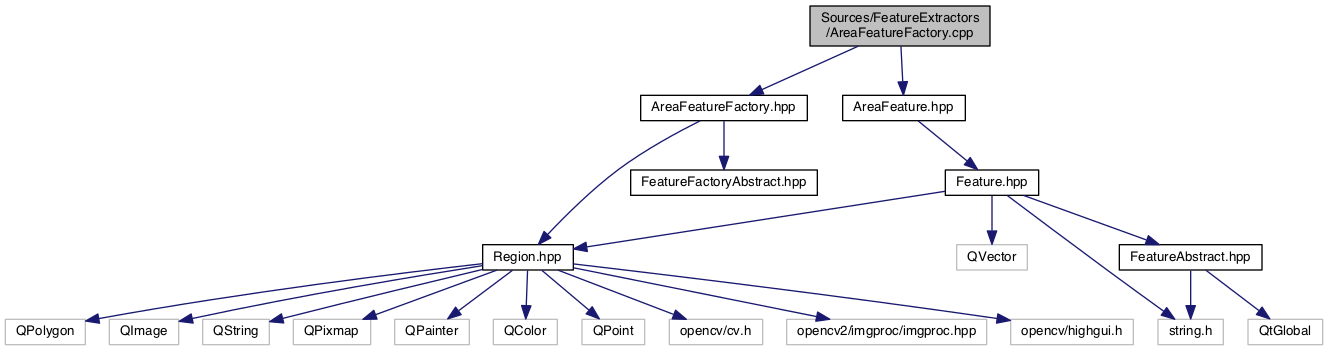 Sources/FeatureExtractors
/AreaFeatureFactory.cpp
AreaFeatureFactory.hpp
AreaFeature.hpp
FeatureFactoryAbstract.hpp
Feature.hpp
Region.hpp
QVector
FeatureAbstract.hpp
QPolygon
QImage
QString
QPixmap
QPainter
QColor
QPoint
opencv/cv.h
opencv2/imgproc/imgproc.hpp
opencv/highgui.h
string.h
QtGlobal